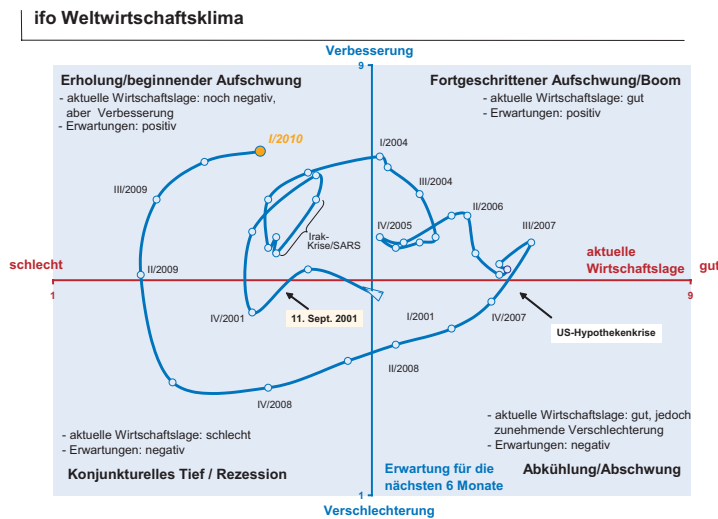 ifo Weltwirtschaftsklima
Verbesserung
9
Erholung/beginnender Aufschwung
- aktuelle Wirtschaftslage: noch negativ,
aber Verbesserung
- Erwartungen: positiv
Fortgeschrittener Aufschwung/Boom
- aktuelle Wirtschaftslage: gut
- Erwartungen: positiv
I/2010
I/2004
III/2009
III/2004
II/2006
IV/2005
III/2007
Irak-
Krise/SARS
schlecht
II/2009
aktuelle
Wirtschaftslage
gut
1
9
IV/2001
11. Sept. 2001
I/2001
IV/2007
US-Hypothekenkrise
II/2008
IV/2008
- aktuelle Wirtschaftslage: schlecht
- Erwartungen: negativ
Konjunkturelles Tief / Rezession
- aktuelle Wirtschaftslage: gut, jedoch
zunehmende Verschlechterung
- Erwartungen: negativ
Abkühlung/Abschwung
Erwartung für die
nächsten 6 Monate
1
Verschlechterung